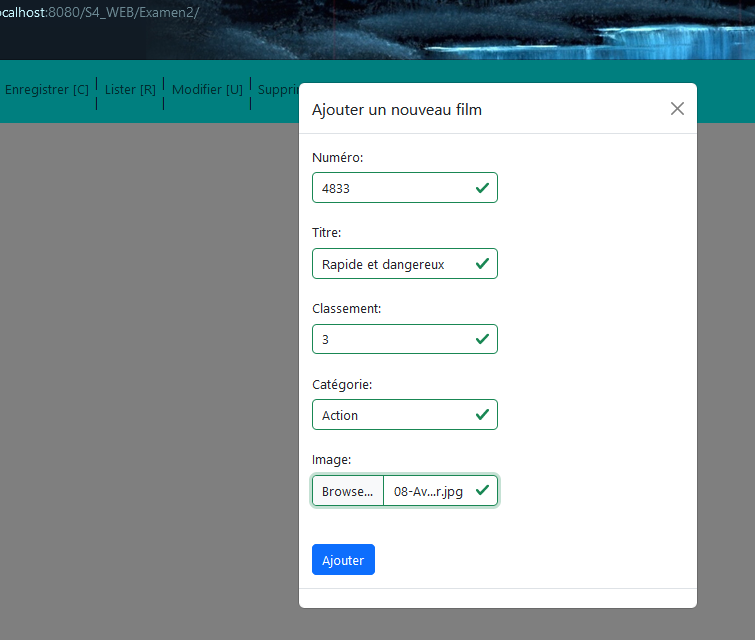 ocalhost:8080/S4_WEB/Examen2/
Enregistrer [C] Lister [R] Modifier [U]
Ajouter un nouveau film
Numéro:
4833
Titre:
Rapide et dangereux
Classement:
3
Catégorie:
Action
Image:
Browse... 08-Av...r.jpg
Ajouter